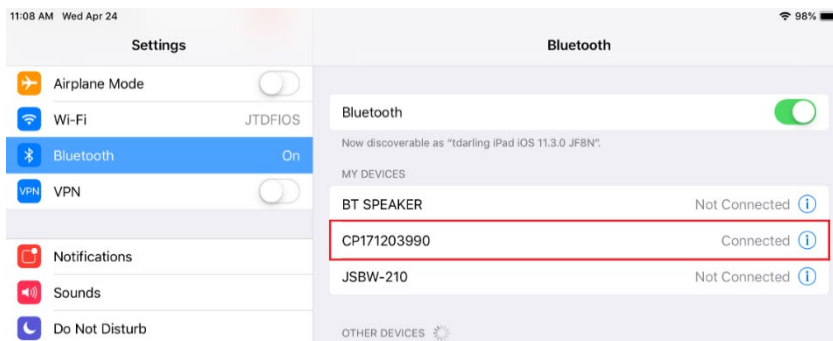 11:08 AM Wed Apr 24
98%
Settings
Airplane Mode
Wi-Fi JTDFIOS
Bluetooth On
VPN VPN
Notifications
Sounds
Do Not Disturb
Bluetooth
Bluetooth
Now discoverable as "tdarling iPad iOS 11.3.0 JF8N".
MY DEVICES
BT SPEAKER Not Connected
CP171203990 Connected
JSBW-210 Not Connected
OTHER DEVICES